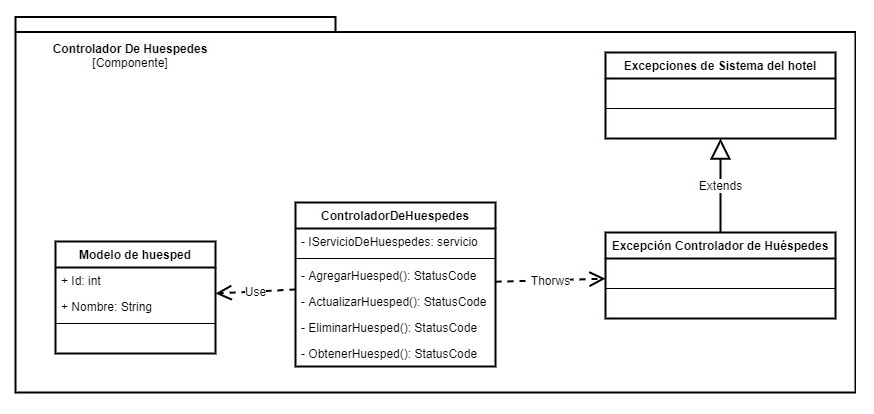 Controlador De Huespedes
[Componente]
Excepciones de Sistema del hotel
Extends
ControladorDeHuespedes
- IServicioDeHuespedes: servicio
- AgregarHuesped(): StatusCode
- ActualizarHuesped(): StatusCode
- EliminarHuesped(): StatusCode
- ObtenerHuesped(): StatusCode
Modelo de huesped
+ Id: int
+ Nombre: String
Use
Thorws
Excepción Controlador de Huéspedes